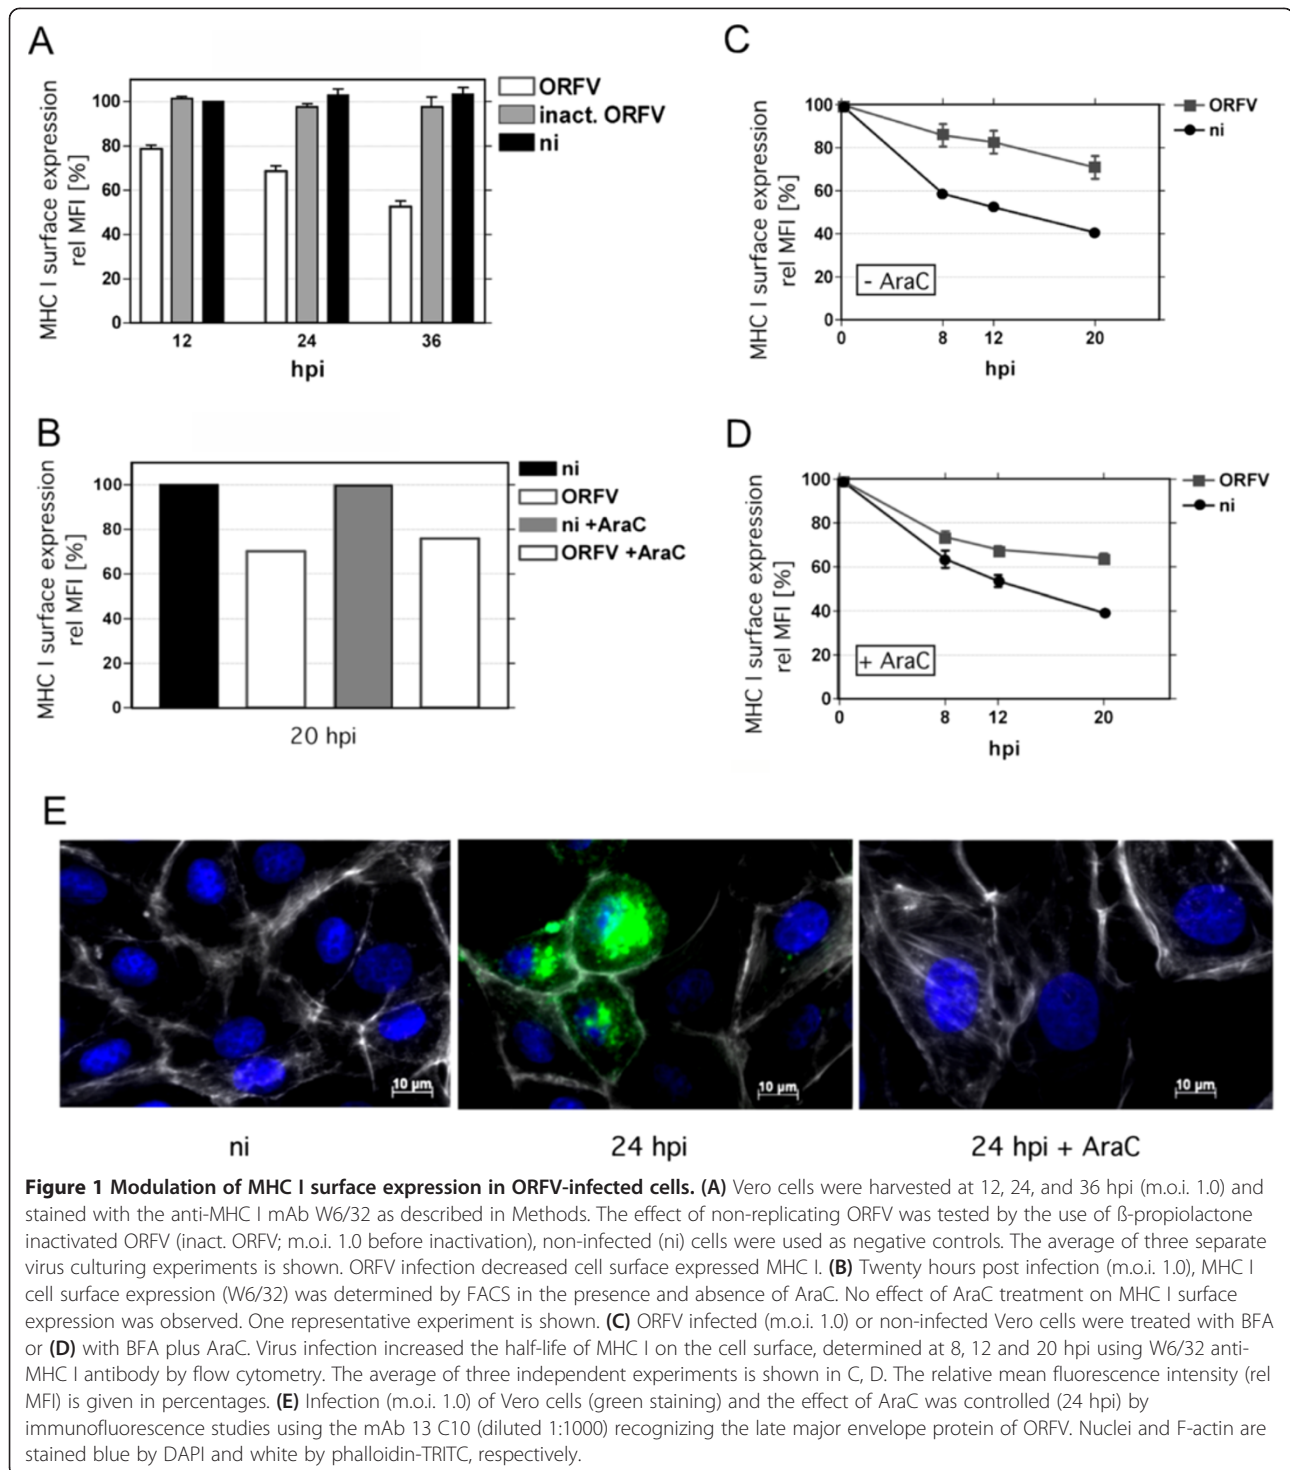 A
MHC I surface expression
rel MFI [%]
100
80
60
40
20
0
12 24 36
hpi
ORFV
inact. ORFV
ni
C
MHC I surface expression
rel MFI [%]
100
80
60
40
20
0
- AraC
0 8 12 20
hpi
ORFV
ni
B
MHC I surface expression
rel MFI [%]
100
80
60
40
20
0
20 hpi
ni
ORFV
ni +AraC
ORFV +AraC
D
MHC I surface expression
rel MFI [%]
100
80
60
40
20
0
+ AraC
0 8 12 20
hpi
ORFV
ni
E
10 µm
10 µm
10 µm
ni
24 hpi
24 hpi + AraC
Figure 1 Modulation of MHC I surface expression in ORFV-infected cells. (A) Vero cells were harvested at 12, 24, and 36 hpi (m.o.i. 1.0) and
stained with the anti-MHC I mAb W6/32 as described in Methods. The effect of non-replicating ORFV was tested by the use of ß-propiolactone
inactivated ORFV (inact. ORFV; m.o.i. 1.0 before inactivation), non-infected (ni) cells were used as negative controls. The average of three separate
virus culturing experiments is shown. ORFV infection decreased cell surface expressed MHC I. (B) Twenty hours post infection (m.o.i. 1.0), MHC I
cell surface expression (W6/32) was determined by FACS in the presence and absence of AraC. No effect of AraC treatment on MHC I surface
expression was observed. One representative experiment is shown. (C) ORFV infected (m.o.i. 1.0) or non-infected Vero cells were treated with BFA
or (D) with BFA plus AraC. Virus infection increased the half-life of MHC I on the cell surface, determined at 8, 12 and 20 hpi using W6/32 anti-
MHC I antibody by flow cytometry. The average of three independent experiments is shown in C, D. The relative mean fluorescence intensity (rel
MFI) is given in percentages. (E) Infection (m.o.i. 1.0) of Vero cells (green staining) and the effect of AraC was controlled (24 hpi) by
immunofluorescence studies using the mAb 13 C10 (diluted 1:1000) recognizing the late major envelope protein of ORFV. Nuclei and F-actin are
stained blue by DAPI and white by phalloidin-TRITC, respectively.